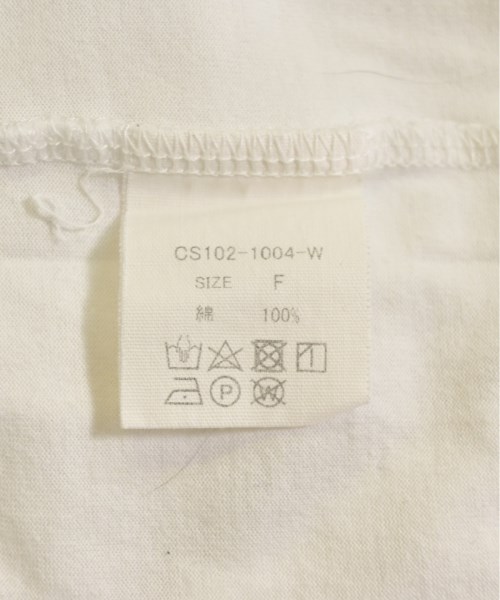 CS102-1004-W
SIZE F
綿 100%
P
W